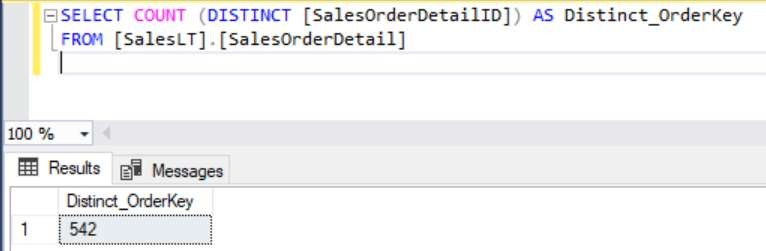 SELECT COUNT (DISTINCT [SalesOrderDetailID]) AS Distinct_OrderKey
FROM [SalesLT].[SalesOrderDetail]
100 %
Results Messages
Distinct_OrderKey
1 542